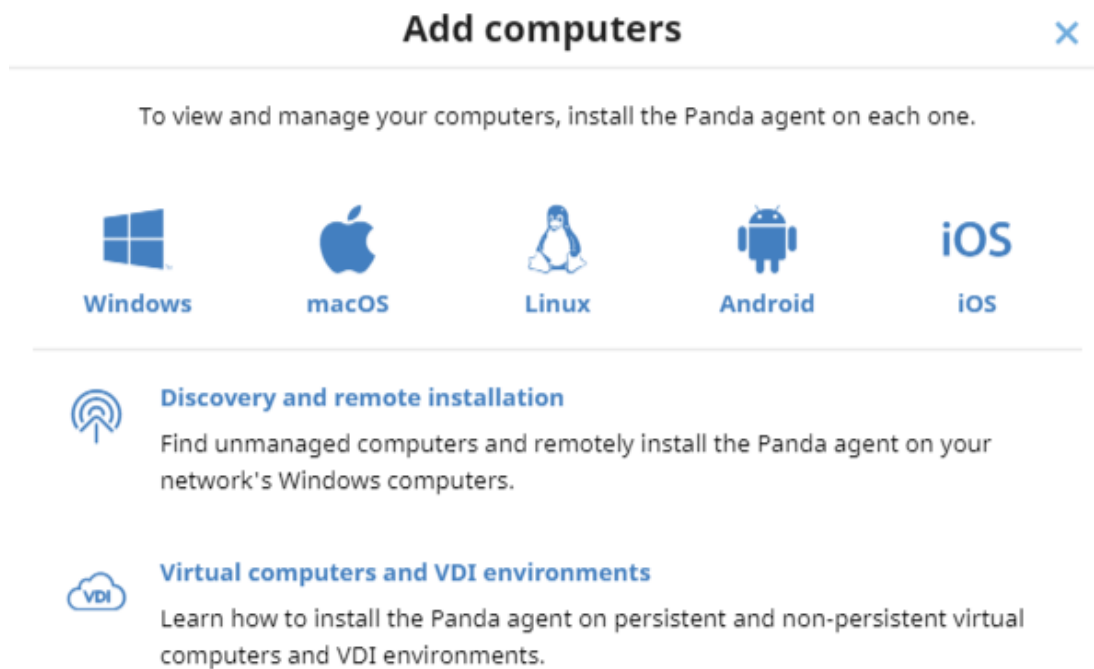 Add computers
To view and manage your computers, install the Panda agent on each one.
iOS
Windows
macOS
Linux
Android
iOS
Discovery and remote installation
Find unmanaged computers and remotely install the Panda agent on your
network's Windows computers.
VDI
Virtual computers and VDI environments
Learn how to install the Panda agent on persistent and non-persistent virtual
computers and VDI environments.